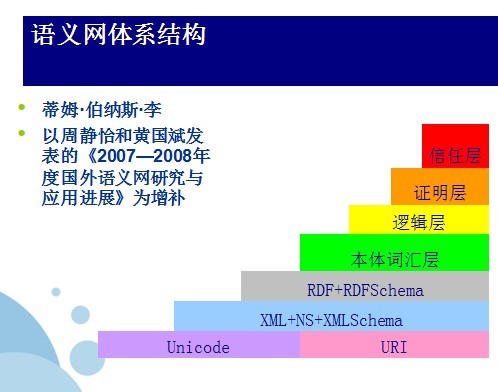 语义网体系结构
蒂姆·伯纳斯·李
以周静怡和黄国斌发
表的《2007—2008年
度国外语义网研究与
应用进展》为增补
信任层
证明层
逻辑层
本体词汇层
RDF+RDFSchema
XML+NS+XMLSchema
Unicode URI